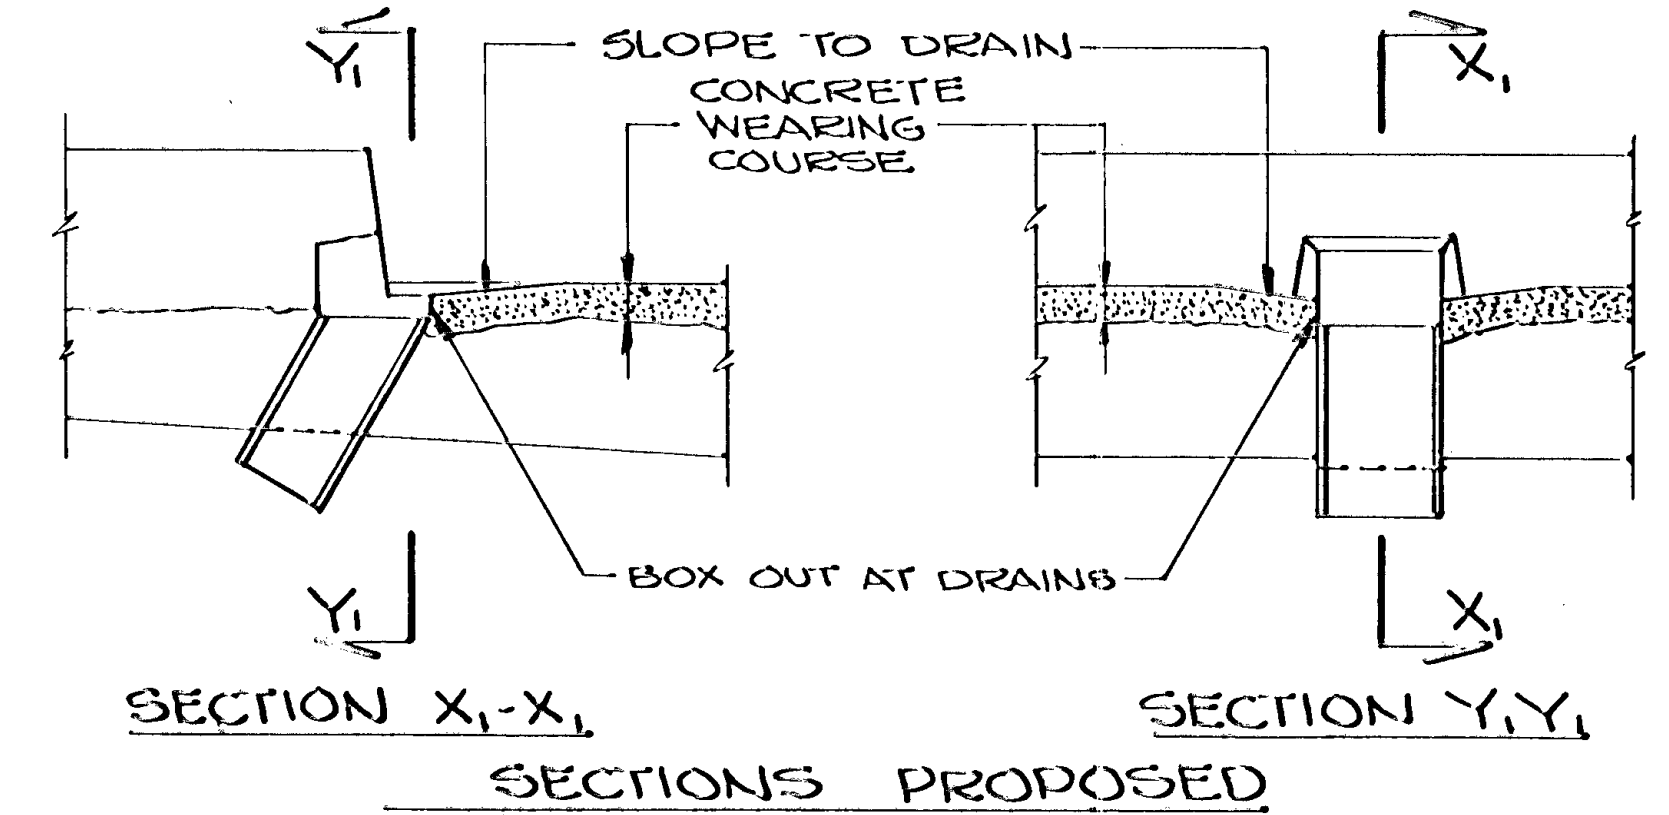 Y1
SLOPE TO DRAIN
X1
CONCRETE
WEARING
COURSE
BOX OUT AT DRAINS
Y1
X1
SECTION X1-X1
SECTION Y1Y1
SECTIONS PROPOSED